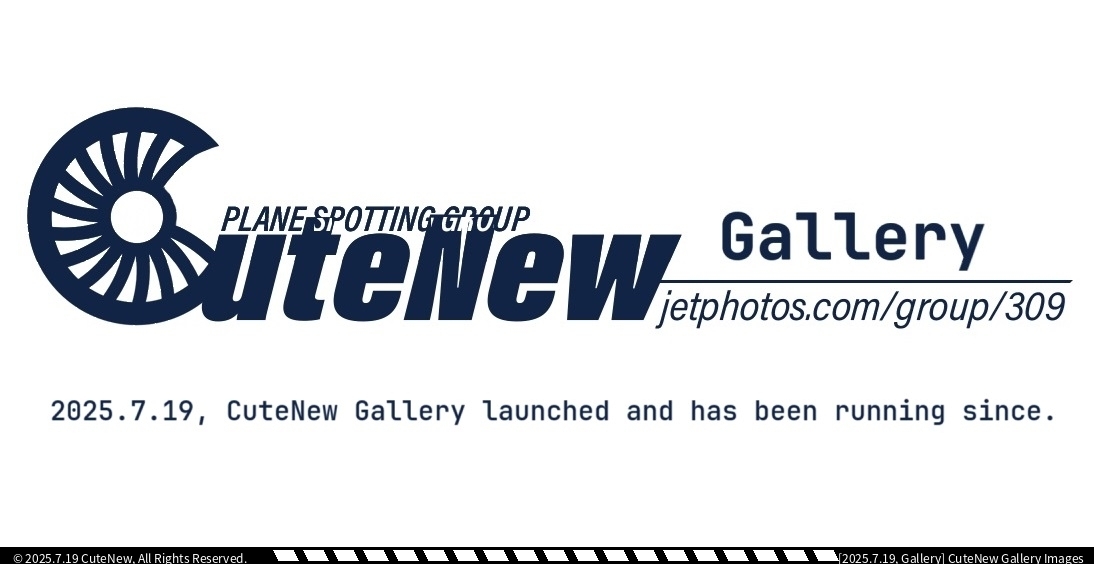 PLANE SPOTTING GROUP
CuteNew
Gallery
jetphotos.com/group/309
2025.7.19, CuteNew Gallery launched and has been running since.
© 2025.7.19 CuteNew, All Rights Reserved.
[2025.7.19, Gallery] CuteNew Gallery Images